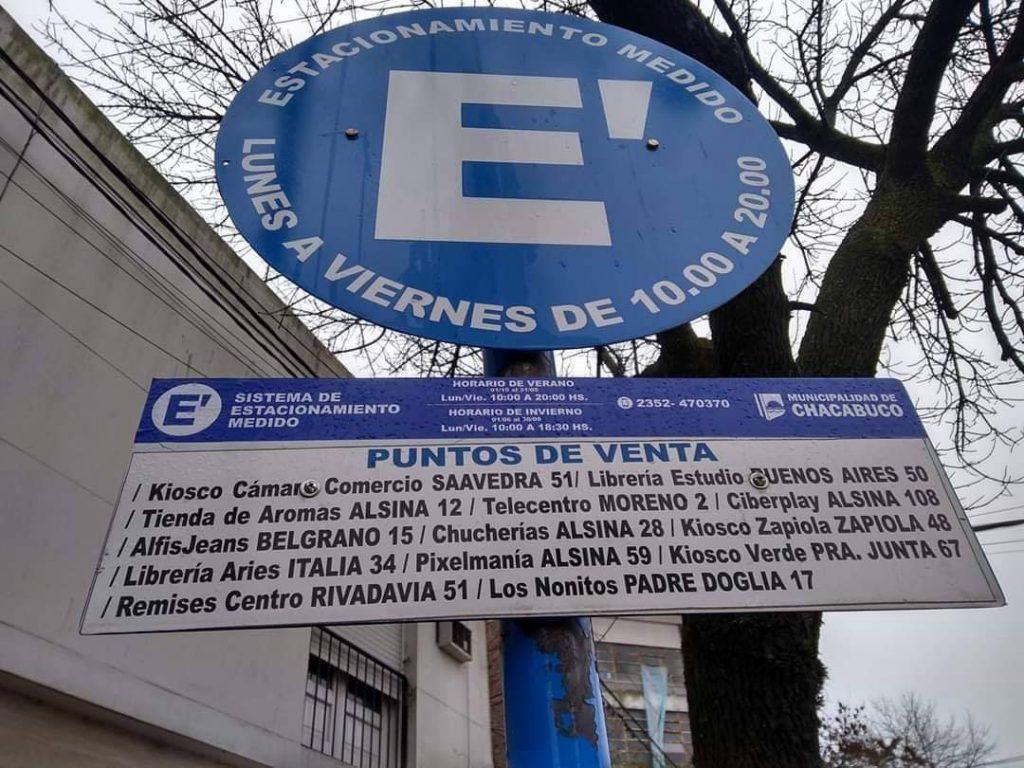 ESTACIONAMIENTO MEDIDO
E'
LUNES A VIERNES DE 10.00 A 20.00
E'
SISTEMA DE
ESTACIONAMIENTO
MEDIDO
HORARIO DE VERANO
Lun/Vie. 10:00 A 20:00 HS.
HORARIO DE INVIERNO
Lun/Vie. 10:00 A 18:30 HS.
2352- 470370
MUNICIPALIDAD DE
CHACABUCO
PUNTOS DE VENTA
/ Kiosco Cámara Comercio SAAVEDRA 51/ Librería Estudio BUENOS AIRES 50
/ Tienda de Aromas ALSINA 12 / Telecentro MORENO 2 / Ciberplay ALSINA 108
/ AlfisJeans BELGRANO 15 / Chucherías ALSINA 28 / Kiosco Zapiola ZAPIOLA 48
/ Librería Aries ITALIA 34 / Pixelmanía ALSINA 59 / Kiosco Verde PRA. JUNTA 67
/ Remises Centro RIVADAVIA 51 / Los Nonitos PADRE DOGLIA 17